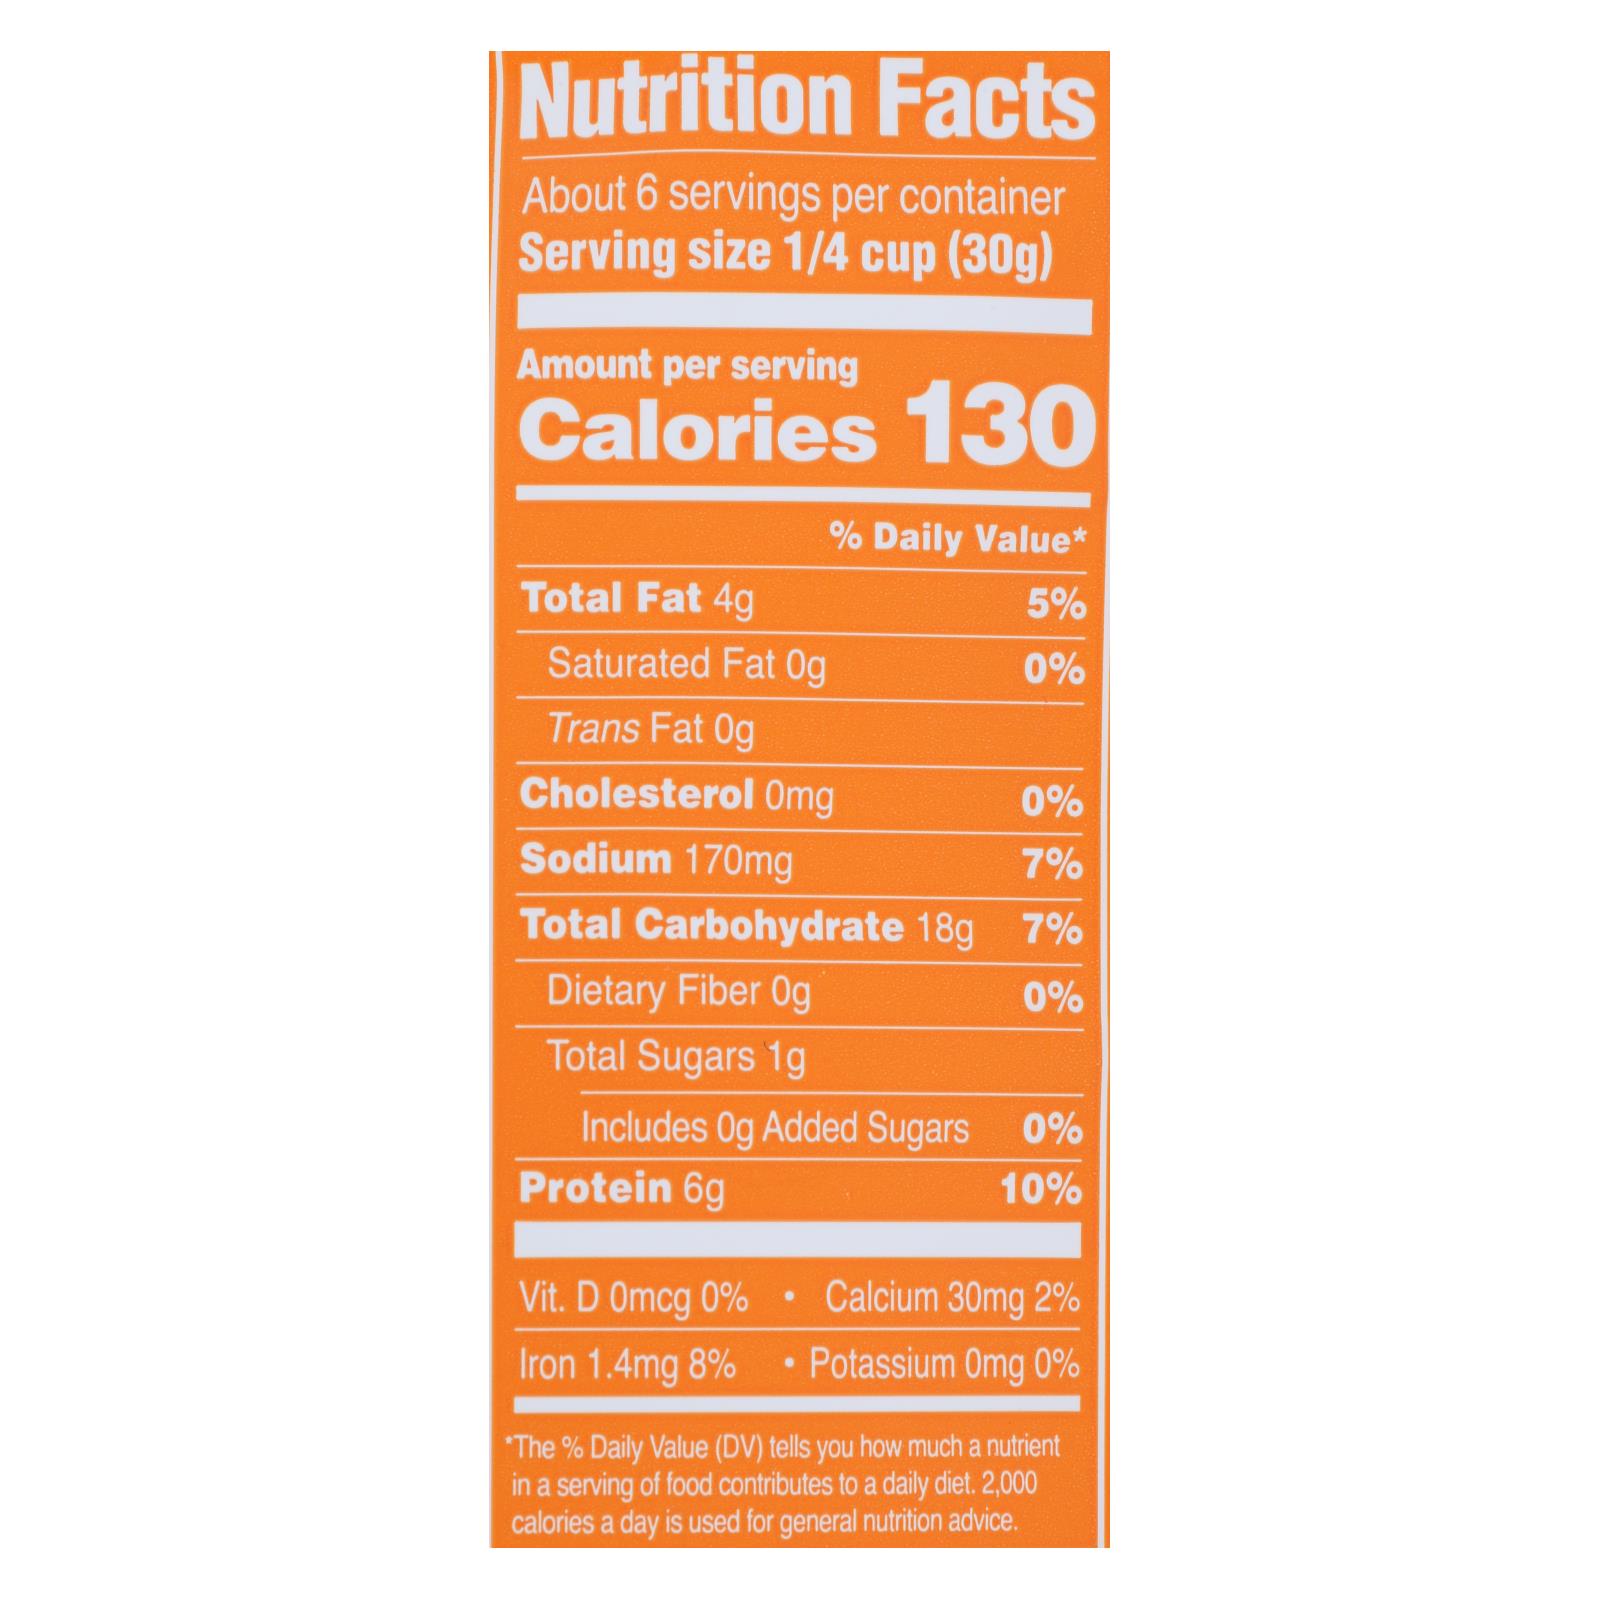 Nutrition Facts
About 6 servings per container
Serving size 1/4 cup (30g)
Amount per serving
Calories 130
% Daily Value*
Total Fat 4g 5%
Saturated Fat 0g 0%
Trans Fat 0g
Cholesterol 0mg 0%
Sodium 170mg 7%
Total Carbohydrate 18g 7%
Dietary Fiber 0g 0%
Total Sugars 1g
Includes 0g Added Sugars 0%
Protein 6g 10%
Vit. D 0mcg 0% • Calcium 30mg 2%
Iron 1.4mg 8% • Potassium 0mg 0%
*The % Daily Value (DV) tells you how much a nutrient
in a serving of food contributes to a daily diet. 2,000
calories a day is used for general nutrition advice.